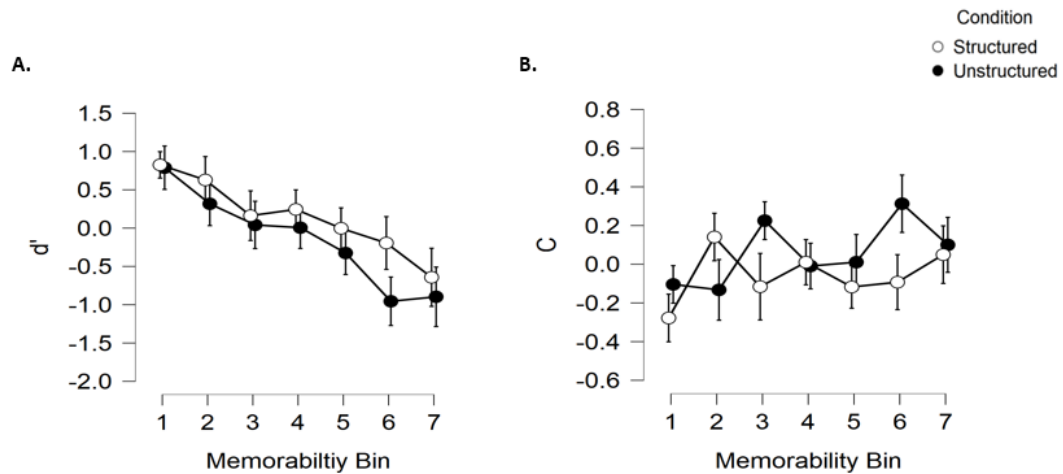 Condition
Structured
Unstructured
A.
B.
1.5
1.0
0.5
0.0
-0.5
-1.0
-1.5
-2.0
d'
1 2 3 4 5 6 7
Memorabiltiy Bin
0.8
0.6
0.4
0.2
0.0
-0.2
-0.4
-0.6
C
1 2 3 4 5 6 7
Memorability Bin